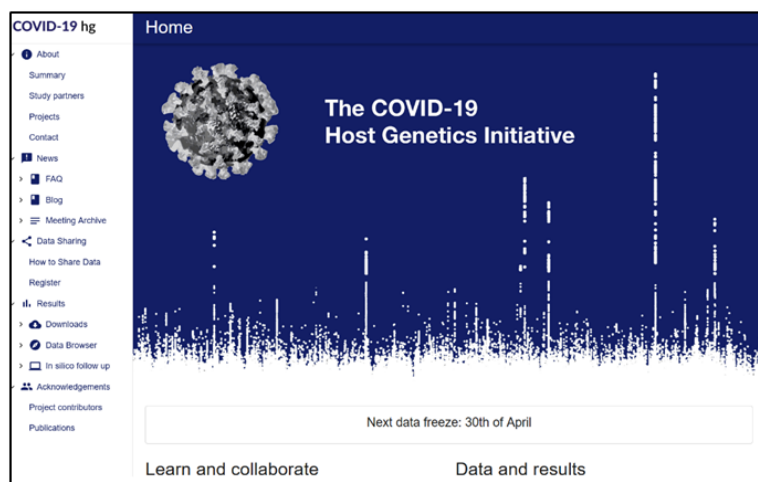 COVID-19 hg
Home
About
Summary
Study partners
Projects
Contact
News
FAQ
Blog
Meeting Archive
Data Sharing
How to Share Data
Register
Results
Downloads
Data Browser
In silico follow up
Acknowledgements
Project contributors
Publications
The COVID-19
Host Genetics Initiative
Next data freeze: 30th of April
Learn and collaborate
Data and results